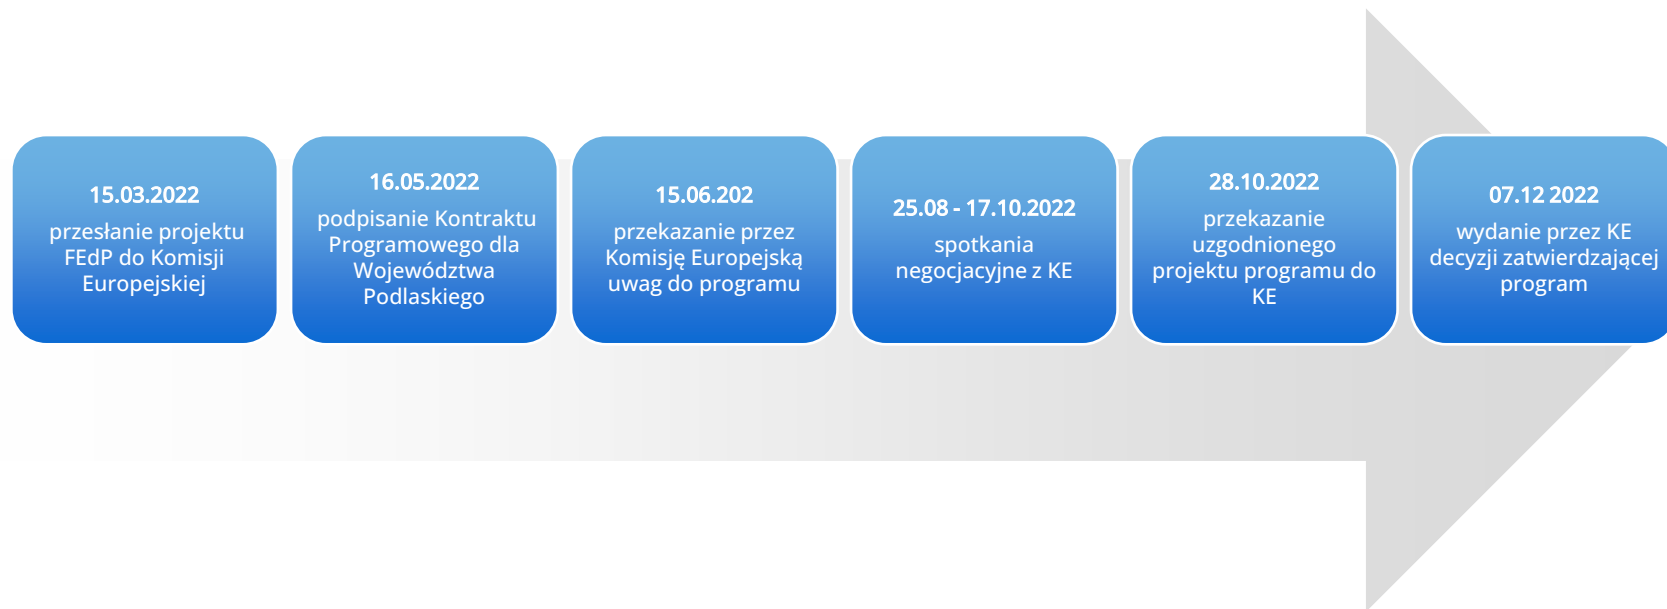 15.03.2022
przesłanie projektu
FEdP do Komisji
Europejskiej
16.05.2022
podpisanie Kontraktu
Programowego dla
Województwa
Podlaskiego
15.06.202
przekazanie przez
Komisję Europejską
uwag do programu
25.08 - 17.10.2022
spotkania
negocjacyjne z KE
28.10.2022
przekazanie
uzgodnionego
projektu programu do
KE
07.12 2022
wydanie przez KE
decyzji zatwierdzającej
program